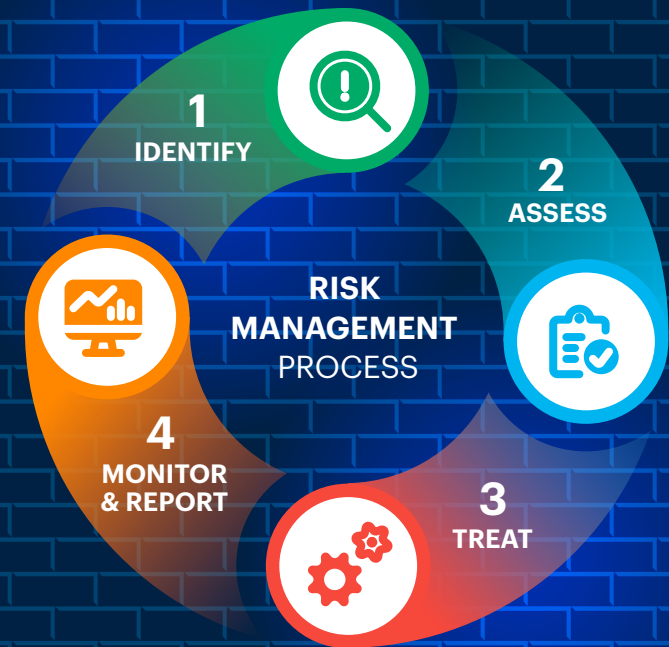 1
IDENTIFY
2
ASSESS
RISK
MANAGEMENT
PROCESS
4
MONITOR
& REPORT
3
TREAT